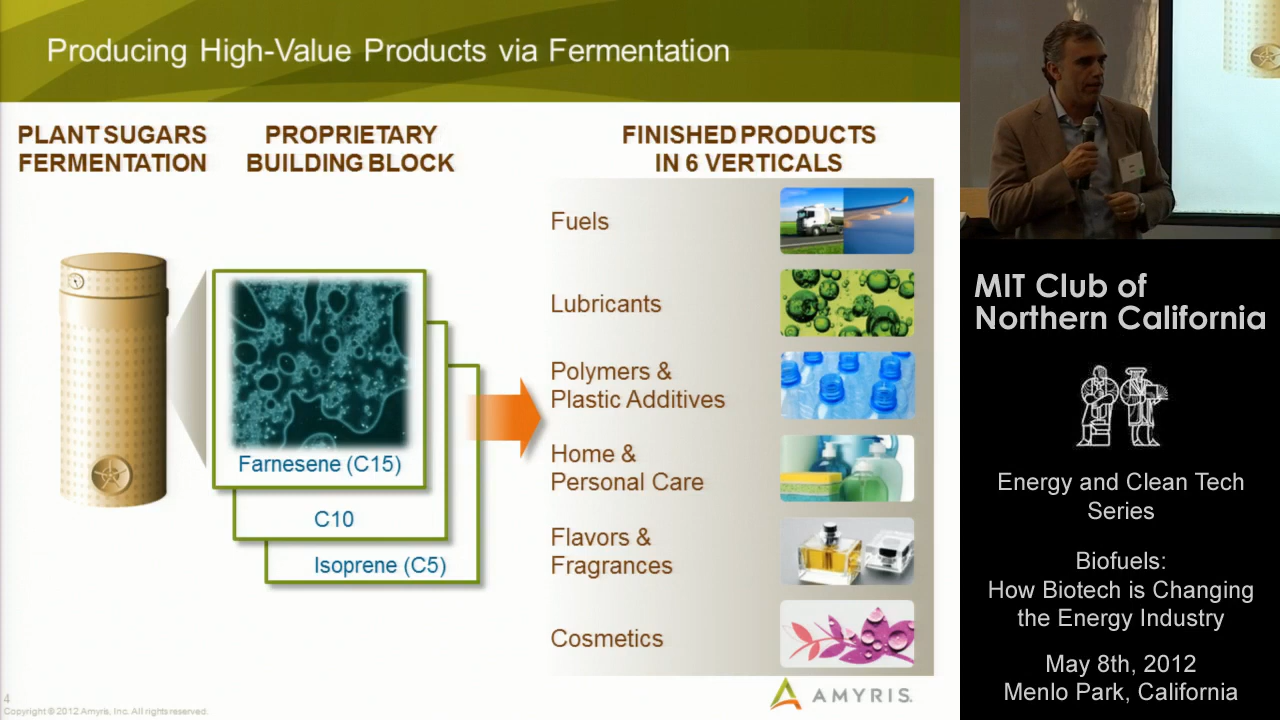 Producing High-Value Products via Fermentation
PLANT SUGARS
FERMENTATION
PROPRIETARY
BUILDING BLOCK
FINISHED PRODUCTS
IN 6 VERTICALS
Farnesene (C15)
C10
Isoprene (C5)
Fuels
Lubricants
Polymers &
Plastic Additives
Home &
Personal Care
Flavors &
Fragrances
Cosmetics
4
Copyright © 2012 Amyris, Inc. All rights reserved.
AMYRIS.
MIT Club of
Northern California
Energy and Clean Tech
Series
Biofuels:
How Biotech is Changing
the Energy Industry
May 8th, 2012
Menlo Park, California